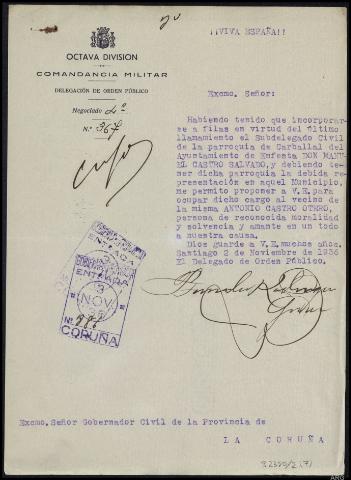 ¡¡VIVA ESPAÑA!!
OCTAVA DIVISION
COMANDANCIA MILITAR
DELEGACIÓN DE ORDEN PÚBLICO
Negociado 4º
N.º 367
Excmo. Señor:
Habiendo tenido que incorporar-
se a filas en virtud del último
llamamiento el Subdelegado Civil
de la parroquia de Carballal del
Ayuntamiento de Enfesta DON MANU-
EL CASTRO SALVADO, y debiendo te-
ner dicha parroquia la debida re-
presentación en aquel Municipio,
me permito proponer a V.E. para
ocupar dicho cargo al vecino de
la misma ANTONIO CASTRO OTERO,
persona de reconocida moralidad
y solvencia y amante en un todo
a nuestra causa.
Dios guarde a V.E. muchos años.
Santiago 2 de Noviembre de 1936
El Delegado de Orden Público.
ENTRADA
ENTRADA
3
NOV
CORUÑA
Excmo. Señor Gobernador Civil de la Provincia de
LA CORUÑA